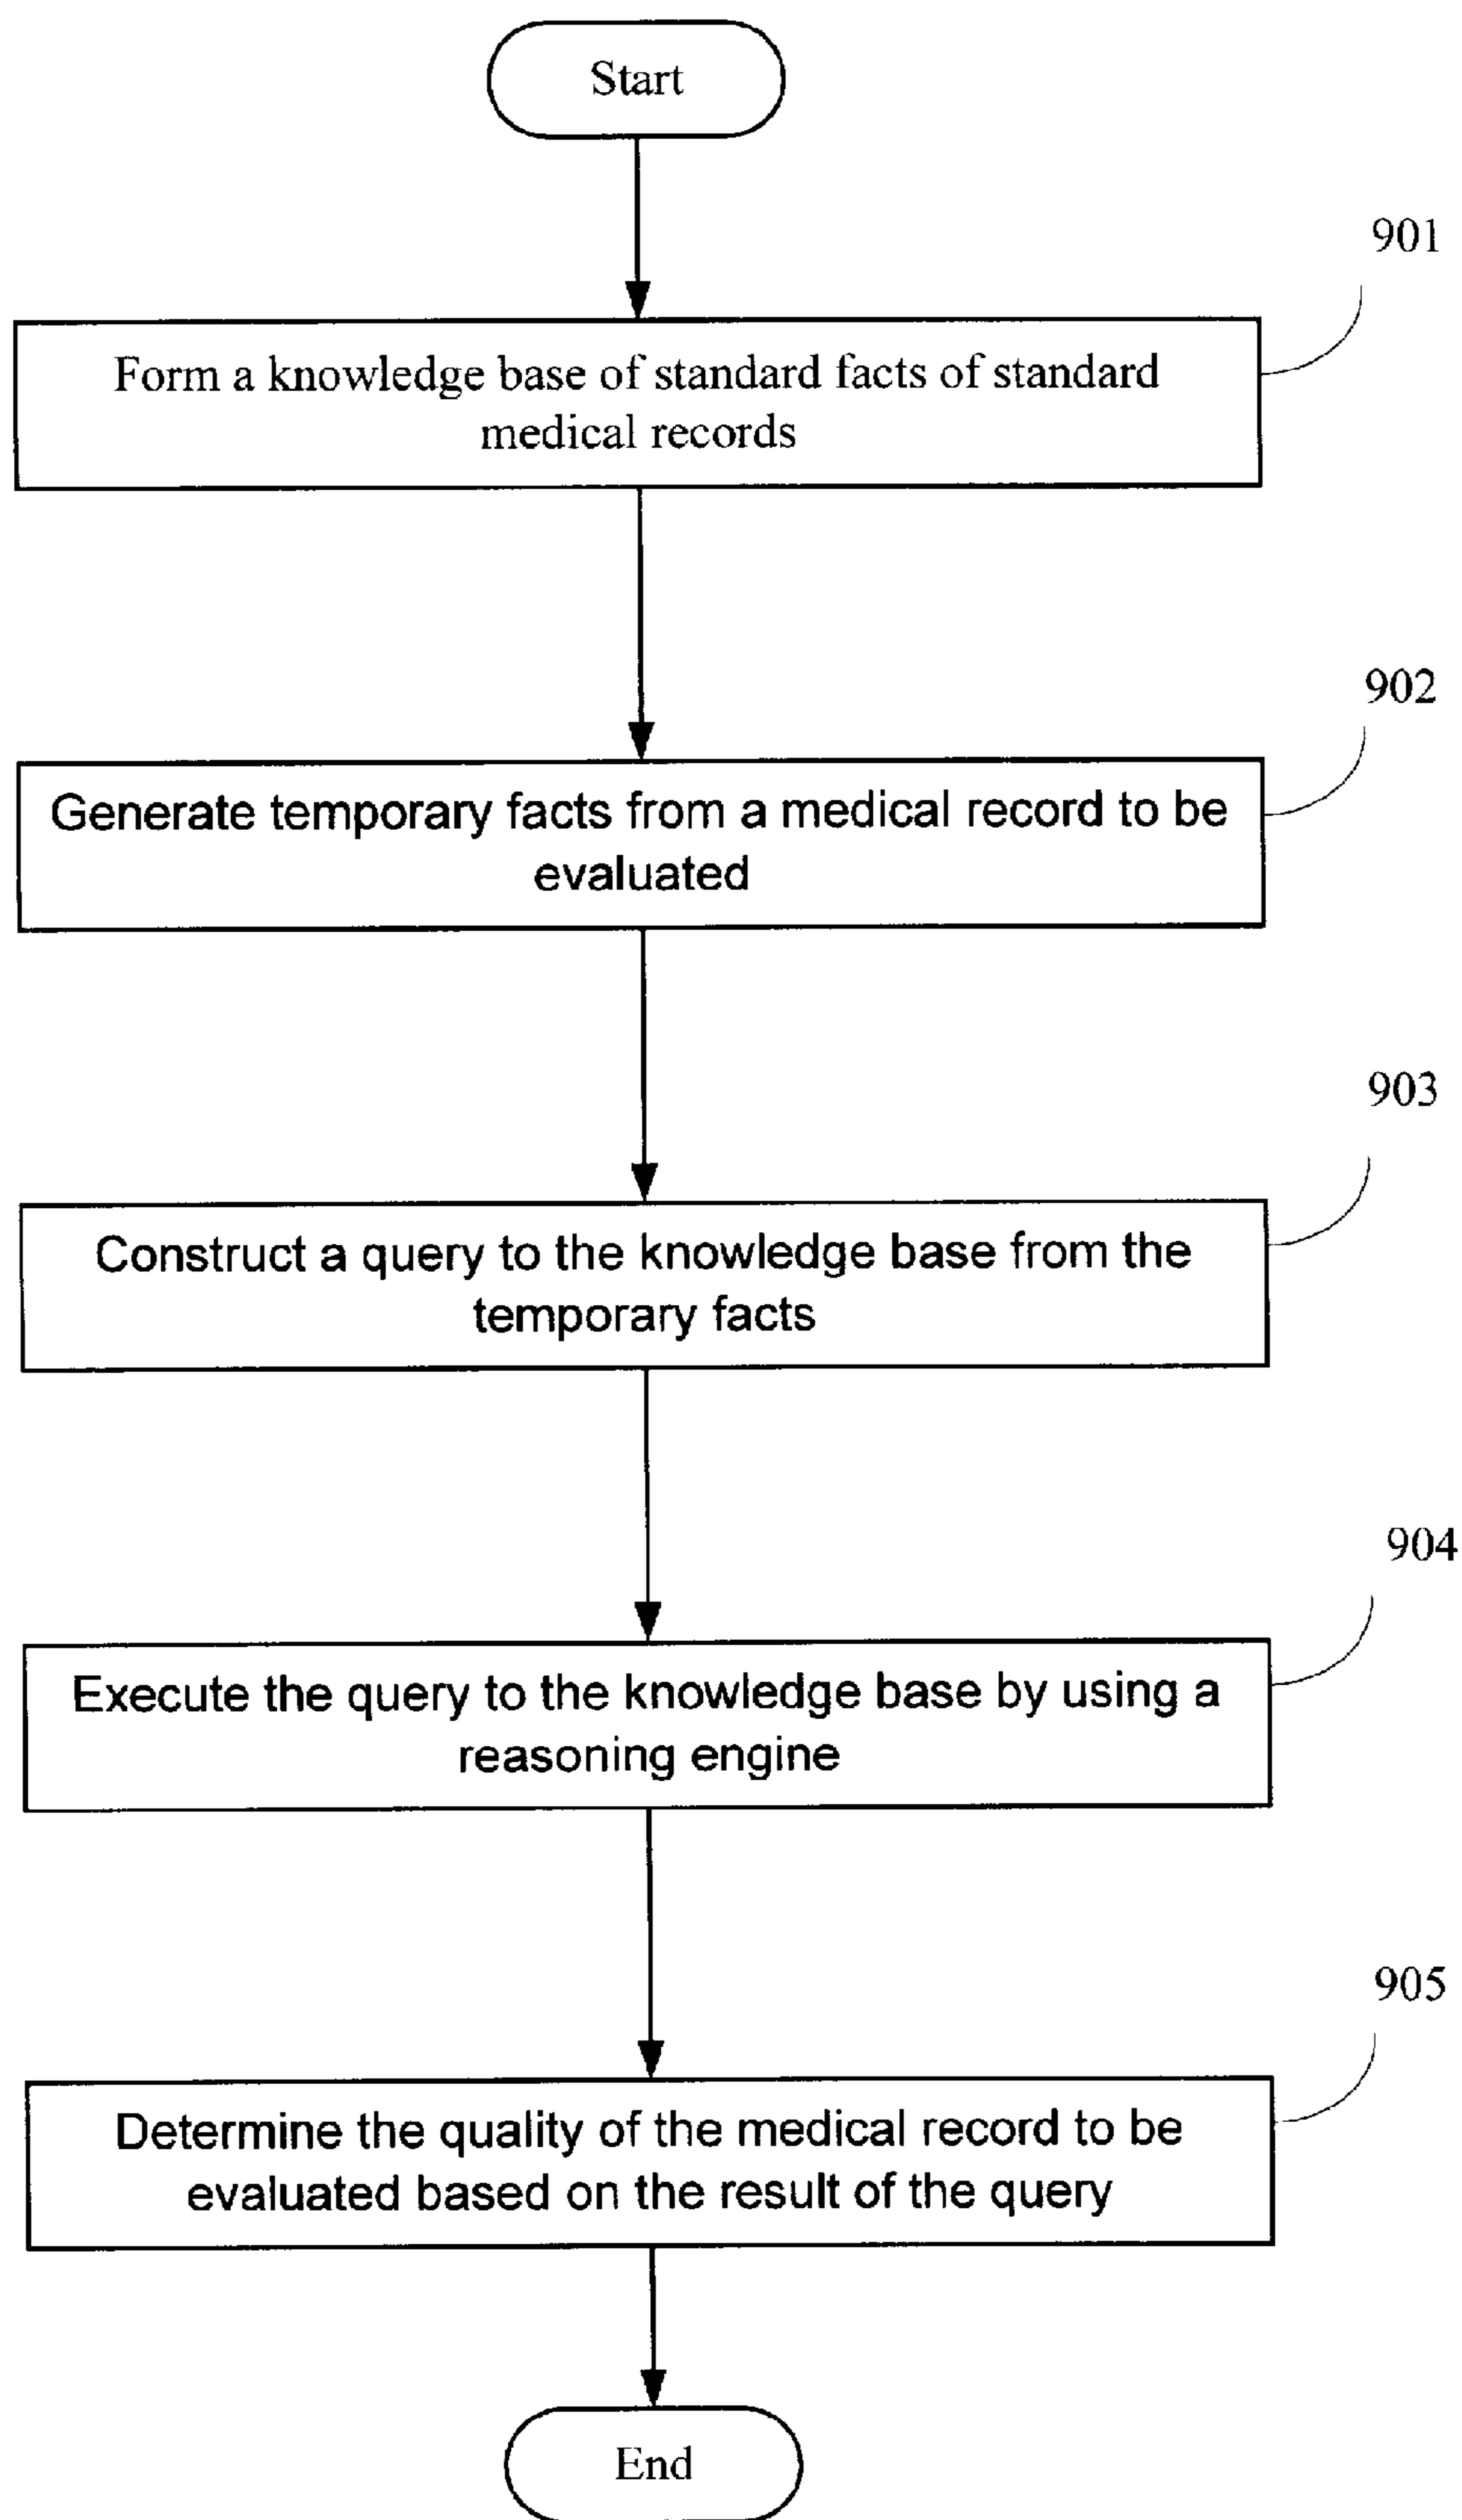 Start
901
Form a knowledge base of standard facts of standard
medical records
902
Generate temporary facts from a medical record to be
evaluated
903
Construct a query to the knowledge base from the
temporary facts
904
Execute the query to the knowledge base by using a
reasoning engine
905
Determine the quality of the medical record to be
evaluated based on the result of the query
End